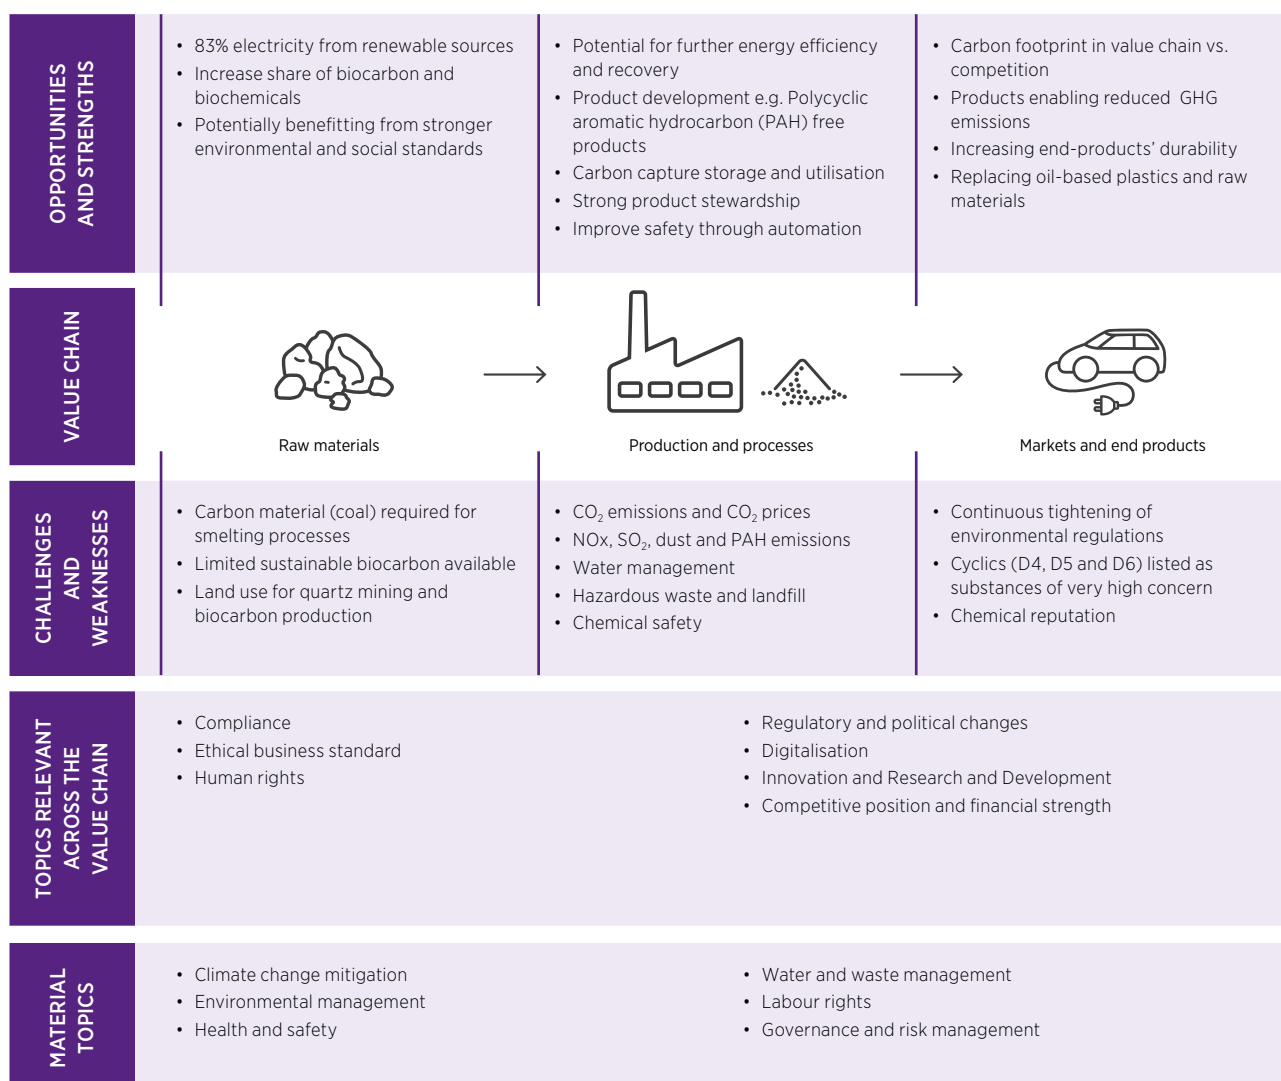 OPPORTUNITIES
AND STRENGTHS
• 83% electricity from renewable sources
• Increase share of biocarbon and
biochemicals
• Potentially benefitting from stronger
environmental and social standards
• Potential for further energy efficiency
and recovery
• Product development e.g. Polycyclic
aromatic hydrocarbon (PAH) free
products
• Carbon capture storage and utilisation
• Strong product stewardship
• Improve safety through automation
• Carbon footprint in value chain vs.
competition
• Products enabling reduced GHG
emissions
• Increasing end-products’ durability
• Replacing oil-based plastics and raw
materials
VALUE CHAIN
Raw materials
Production and processes
Markets and end products
CHALLENGES
AND
WEAKNESSES
• Carbon material (coal) required for
smelting processes
• Limited sustainable biocarbon available
• Land use for quartz mining and
biocarbon production
• CO₂ emissions and CO₂ prices
• NOx, SO₂, dust and PAH emissions
• Water management
• Hazardous waste and landfill
• Chemical safety
• Continuous tightening of
environmental regulations
• Cyclics (D4, D5 and D6) listed as
substances of very high concern
• Chemical reputation
TOPICS RELEVANT
ACROSS THE
VALUE CHAIN
• Compliance
• Ethical business standard
• Human rights
• Regulatory and political changes
• Digitalisation
• Innovation and Research and Development
• Competitive position and financial strength
MATERIAL
TOPICS
• Climate change mitigation
• Environmental management
• Health and safety
• Water and waste management
• Labour rights
• Governance and risk management